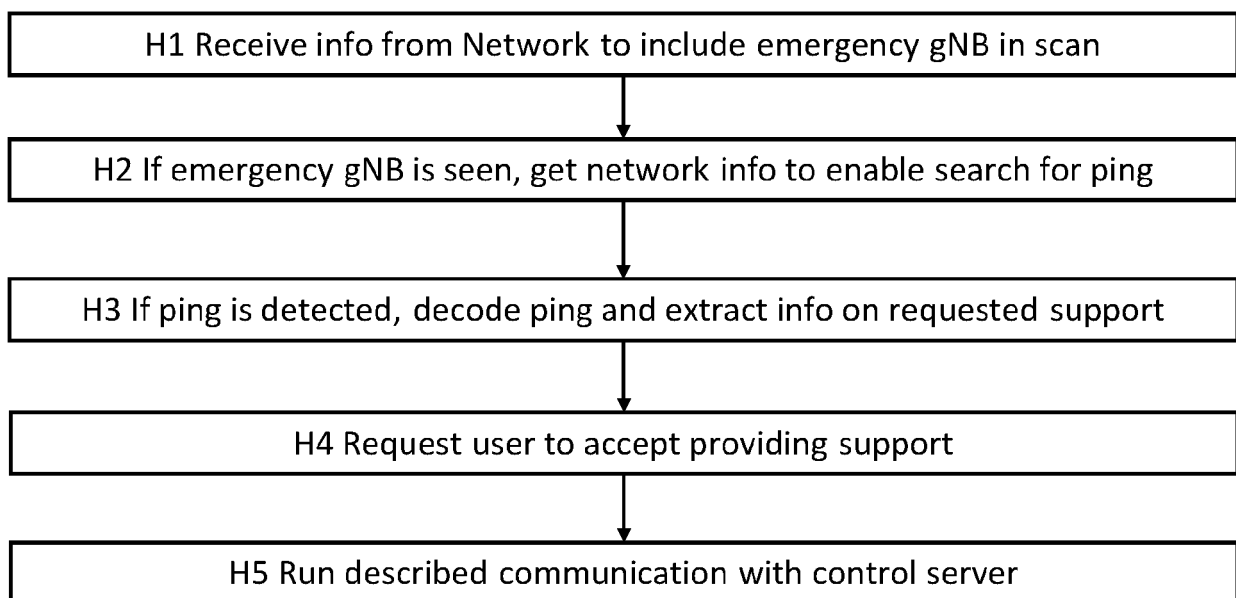 H1 Receive info from Network to include emergency gNB in scan
H2 If emergency gNB is seen, get network info to enable search for ping
H3 If ping is detected, decode ping and extract info on requested support
H4 Request user to accept providing support
H5 Run described communication with control server